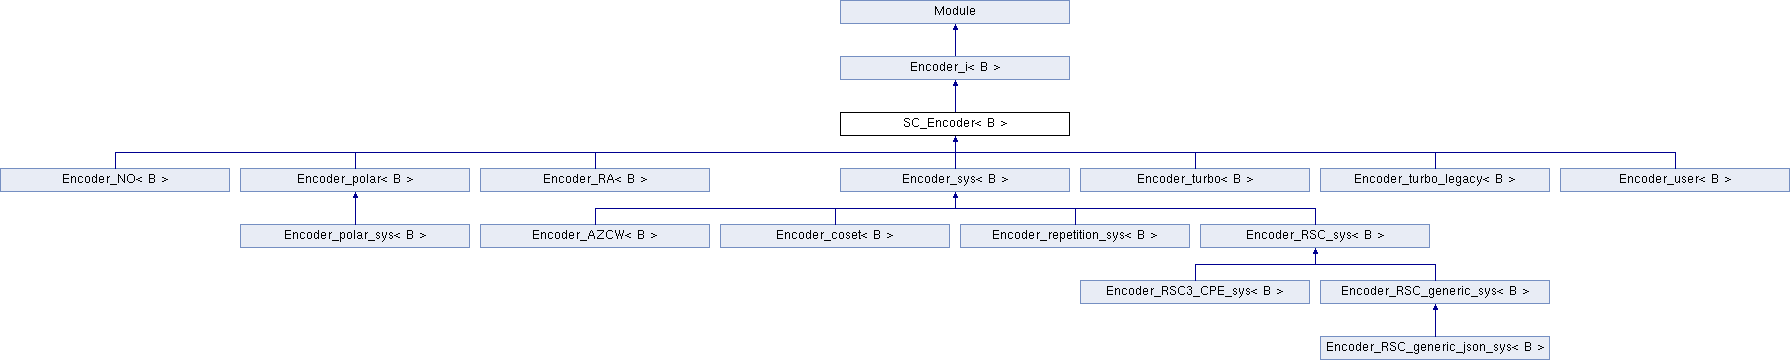 Module
Encoder_i< B >
SC_Encoder< B >
Encoder_NO< B >
Encoder_polar< B >
Encoder_RA< B >
Encoder_sys< B >
Encoder_turbo< B >
Encoder_turbo_legacy< B >
Encoder_user< B >
Encoder_polar_sys< B >
Encoder_AZCW< B >
Encoder_coset< B >
Encoder_repetition_sys< B >
Encoder_RSC_sys< B >
Encoder_RSC3_CPE_sys< B >
Encoder_RSC_generic_sys< B >
Encoder_RSC_generic_json_sys< B >